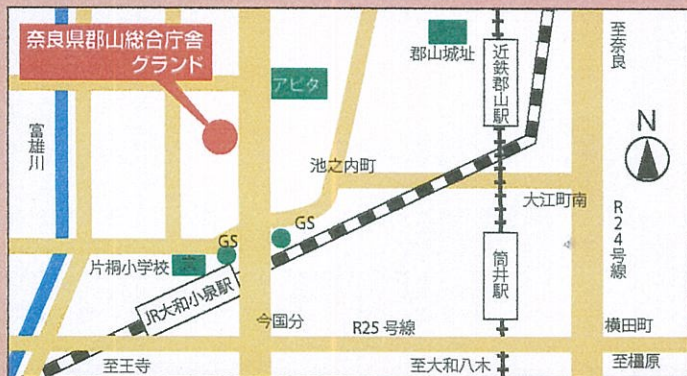 奈良県郡山総合庁舎
グランド
アピタ
郡山城址
近鉄郡山駅
至奈良
富雄川
N
池之内町
大江町南
R24号線
GS
GS
片桐小学校
JR大和小泉駅
筒井駅
今国分
R25号線
横田町
至王寺
至大和八木
至橿原